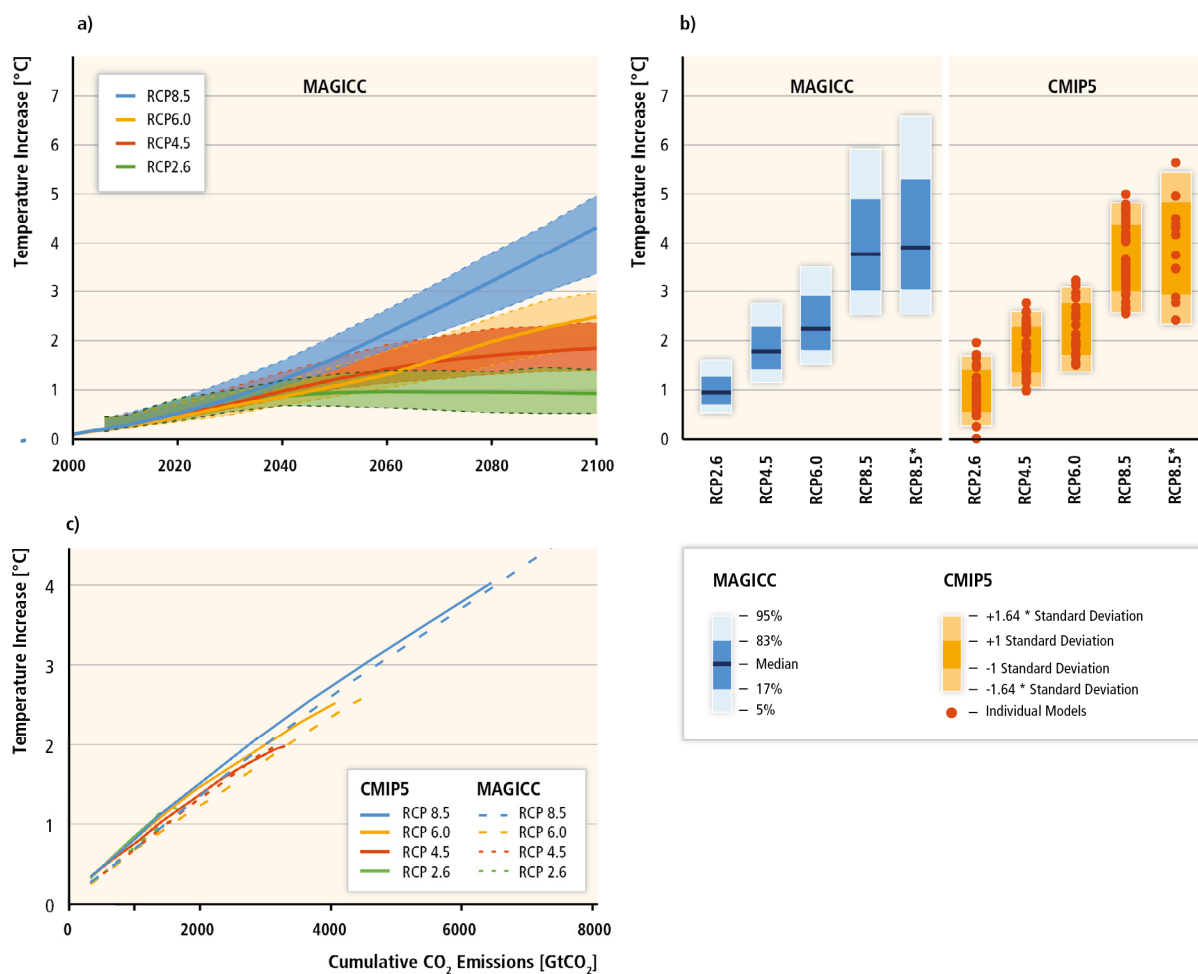 a)
Temperature Increase [°C]
MAGICC
RCP8.5
RCP6.0
RCP4.5
RCP2.6
7
6
5
4
3
2
1
0
2000 2020 2040 2060 2080 2100
b)
Temperature Increase [°C]
MAGICC CMIP5
7
6
5
4
3
2
1
0
RCP2.6
RCP4.5
RCP6.0
RCP8.5
RCP8.5*
RCP2.6
RCP4.5
RCP6.0
RCP8.5
RCP8.5*
c)
Temperature Increase [°C]
4
3
2
1
0
CMIP5 MAGICC
RCP 8.5 RCP 8.5
RCP 6.0 RCP 6.0
RCP 4.5 RCP 4.5
RCP 2.6 RCP 2.6
0 2000 4000 6000 8000
Cumulative CO₂ Emissions [GtCO₂]
MAGICC
95%
83%
Median
17%
5%
CMIP5
+1.64 * Standard Deviation
+1 Standard Deviation
-1 Standard Deviation
-1.64 * Standard Deviation
Individual Models